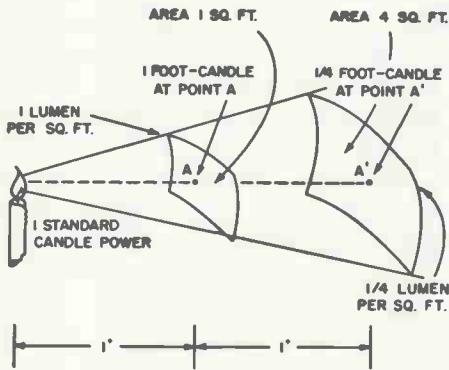 AREA 1 SQ. FT.
AREA 4 SQ. FT.
1 FOOT-CANDLE
AT POINT A
1/4 FOOT-CANDLE
AT POINT A'
1 LUMEN
PER SQ. FT.
A
A'
1 STANDARD
CANDLE POWER
1/4 LUMEN
PER SQ. FT.
1'
1'